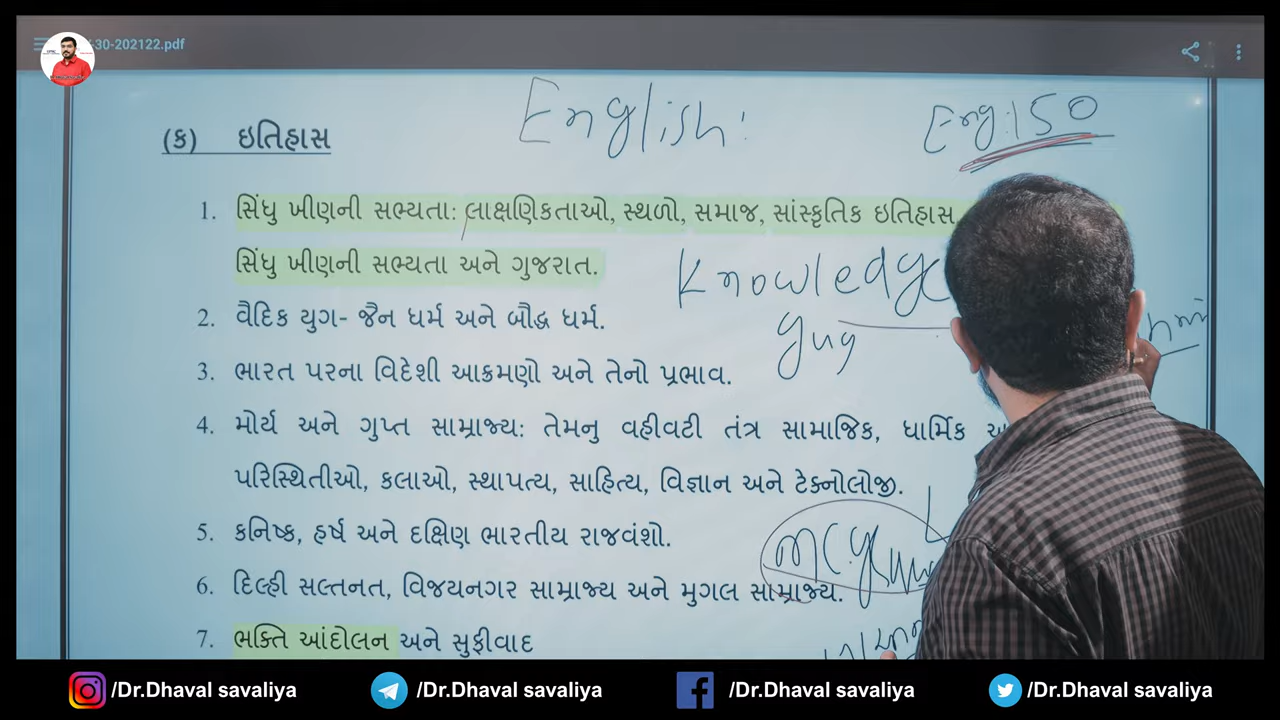 30-202122.pdf
English:
Eng:150
(ક) ઇતિહાસ
1. સિંધુ ખીણની સભ્યતા: લાક્ષણિકતાઓ, સ્થળો, સમાજ, સાંસ્કૃતિક ઇતિહાસ
સિંધુ ખીણની સભ્યતા અને ગુજરાત.
Knowledge
2. વૈદિક યુગ- જૈન ધર્મ અને બૌદ્ધ ધર્મ.
3. ભારત પરના વિદેશી આક્રમણો અને તેનો પ્રભાવ.
4. મોર્ય અને ગુપ્ત સામ્રાજ્ય: તેમનુ વહીવટી તંત્ર સામાજિક, ધાર્મિક
પરિસ્થિતીઓ, કલાઓ, સ્થાપત્ય, સાહિત્ય, વિજ્ઞાન અને ટેક્નોલોજી.
5. કનિષ્ક, હર્ષ અને દક્ષિણ ભારતીય રાજવંશો.
6. દિલ્હી સલ્તનત, વિજયનગર સામ્રાજ્ય અને મુગલ સામ્રાજ્ય.
7. ભક્તિ આંદોલન અને સુફીવાદ
/Dr.Dhaval savaliya /Dr.Dhaval savaliya /Dr.Dhaval savaliya /Dr.Dhaval savaliya